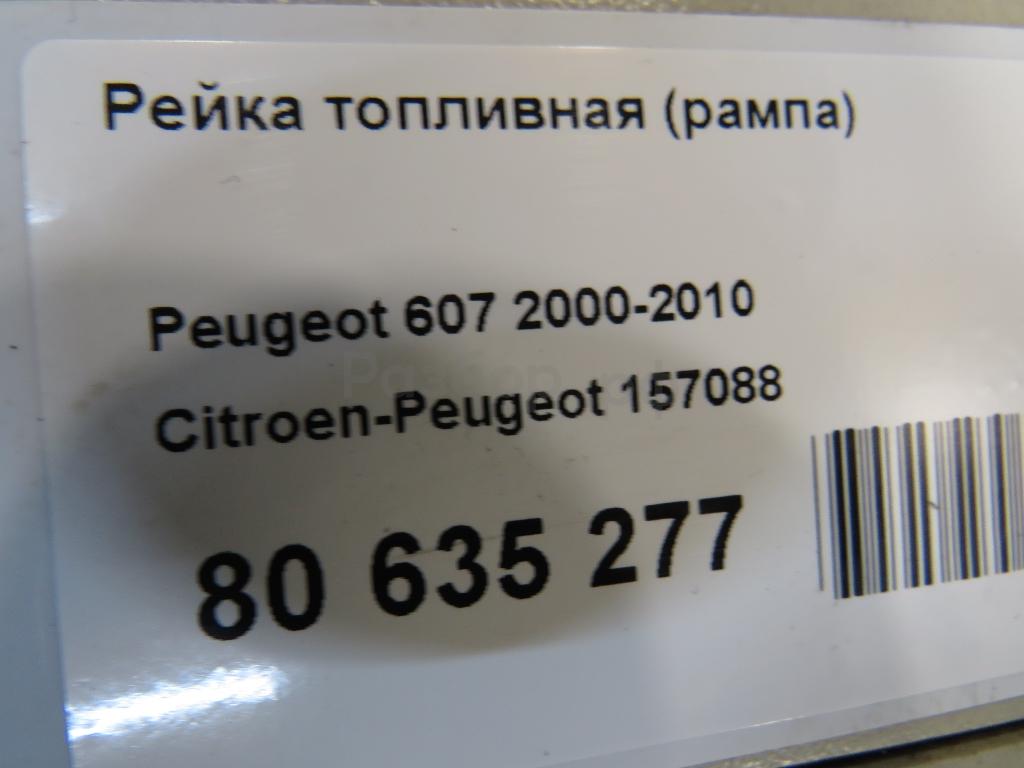 Рейка топливная (рампа)
Peugeot 607 2000-2010
Citroen-Peugeot 157088
80 635 277